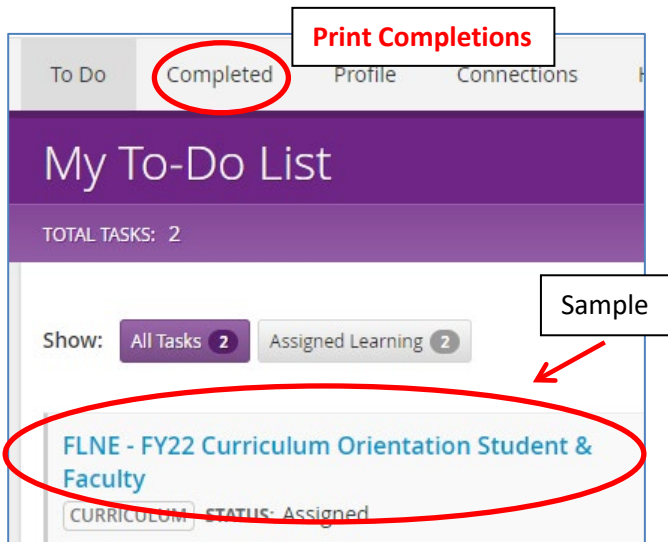 Print Completions
To Do Completed Profile Connections
My To-Do List
TOTAL TASKS: 2
Sample
Show: All Tasks 2 Assigned Learning 2
FLNE - FY22 Curriculum Orientation Student &
Faculty
CURRICULUM STATUS: Assigned